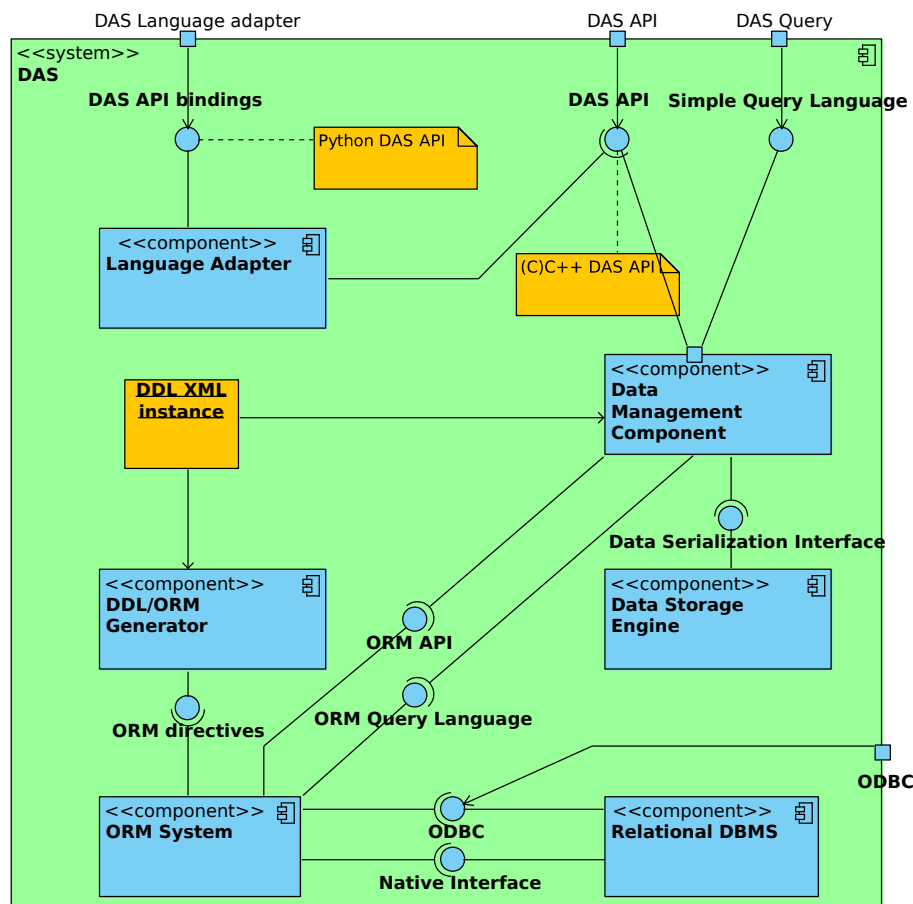 DAS Language adapter
DAS API
DAS Query
<<system>>
DAS
DAS API bindings
DAS API
Simple Query Language
Python DAS API
<<component>>
Language Adapter
(C)C++ DAS API
<<component>>
Data
Management
Component
DDL XML
instance
Data Serialization Interface
<<component>>
DDL/ORM
Generator
<<component>>
Data Storage
Engine
ORM API
ORM Query Language
ORM directives
ODBC
<<component>>
ORM System
ODBC
<<component>>
Relational DBMS
Native Interface